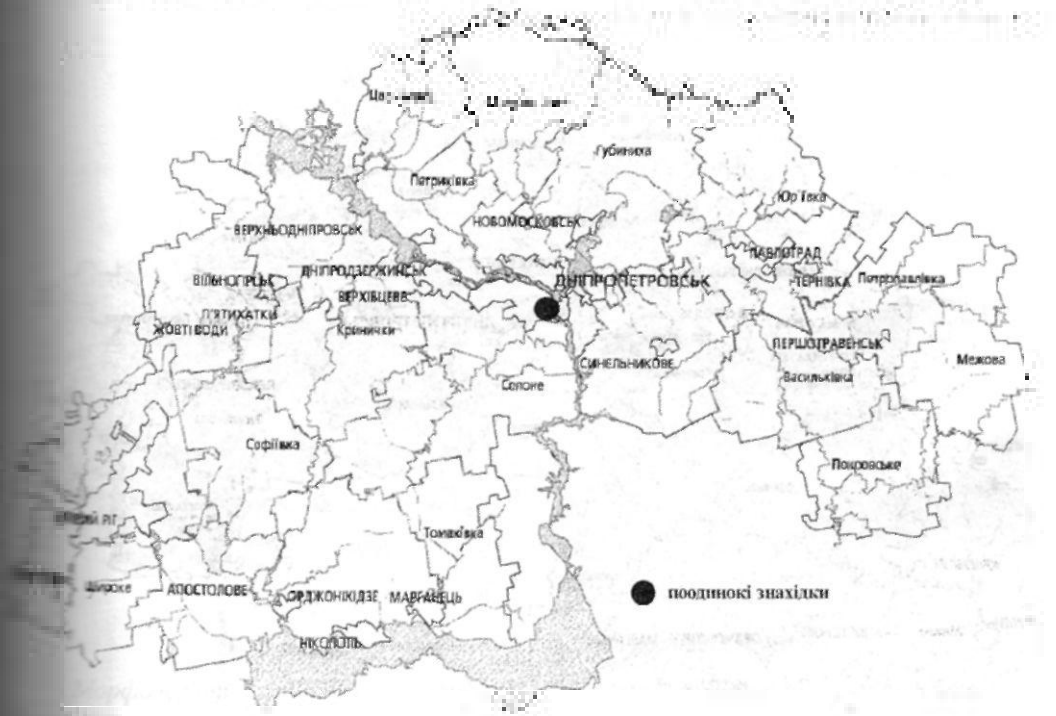 Губиниха
Петриківка
Юр'ївка
НОВОМОСКОВСЬК
ВЕРХНЬОДНІПРОВСЬК
ПАВЛОГРАД
ДНІПРОДЗЕРЖИНСЬК
ДНІПРОПЕТРОВСЬК
ТЕРНІВКА
Петропавлівка
ВІЛЬНОГІРСЬК
ВЕРХІВЦЕВЕ
П'ЯТИХАТКИ
ЖОВТІ ВОДИ
Кринички
ПЕРШОТРАВЕНСЬК
СИНЕЛЬНИКОВЕ
Межова
Васильківка
Солоне
Софіївка
Покровське
Томаківка
Широке
АПОСТОЛОВЕ
ОРДЖОНІКІДЗЕ
МАРГАНЕЦЬ
поодинокі знахідки
НІКОПОЛЬ